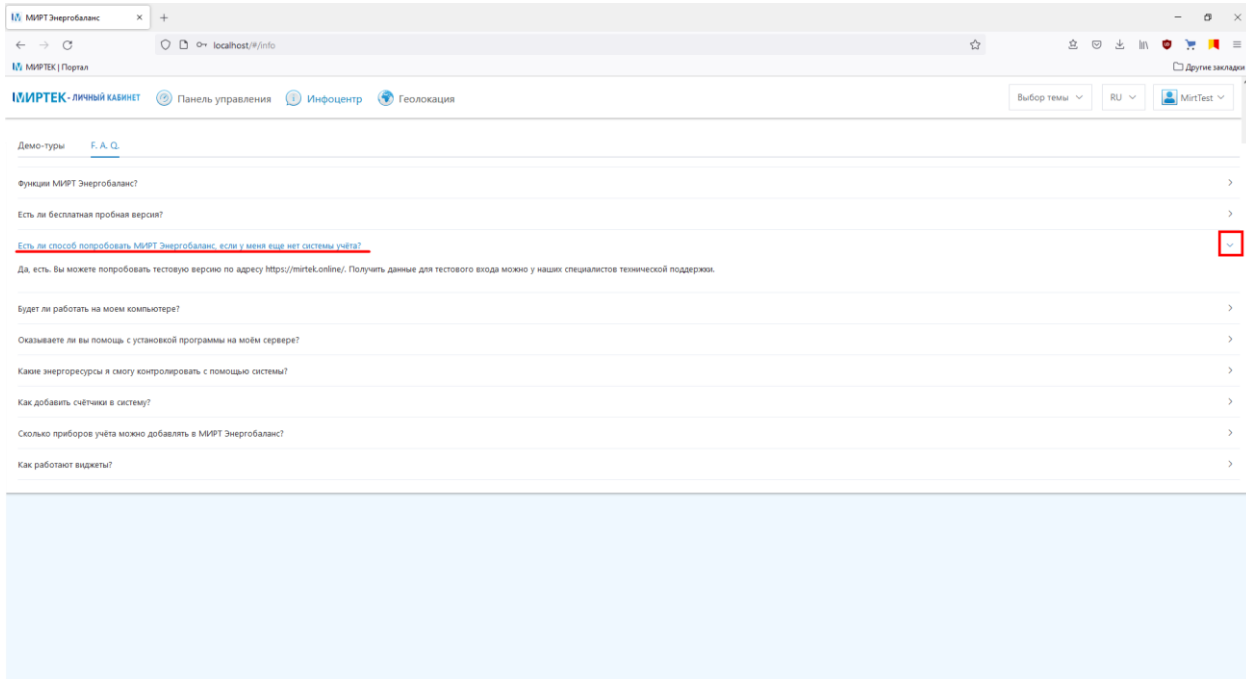 МИРТ Энергобаланс
localhost/#/info
МИРТЕК | Портал
Другие закладки
МИРТЕК - ЛИЧНЫЙ КАБИНЕТ Панель управления Инфоцентр Геолокация Выбор темы RU MirtTest
Демо-туры F. A. Q.
Функции МИРТ Энергобаланс?
Есть ли бесплатная пробная версия?
Есть ли способ попробовать МИРТ Энергобаланс, если у меня еще нет системы учёта?
Да, есть. Вы можете попробовать тестовую версию по адресу https://mirtek.online/. Получить данные для тестового входа можно у наших специалистов технической поддержки.
Будет ли работать на моем компьютере?
Оказываете ли вы помощь с установкой программы на моём сервере?
Какие энергоресурсы я смогу контролировать с помощью системы?
Как добавить счётчики в систему?
Сколько приборов учёта можно добавлять в МИРТ Энергобаланс?
Как работают виджеты?